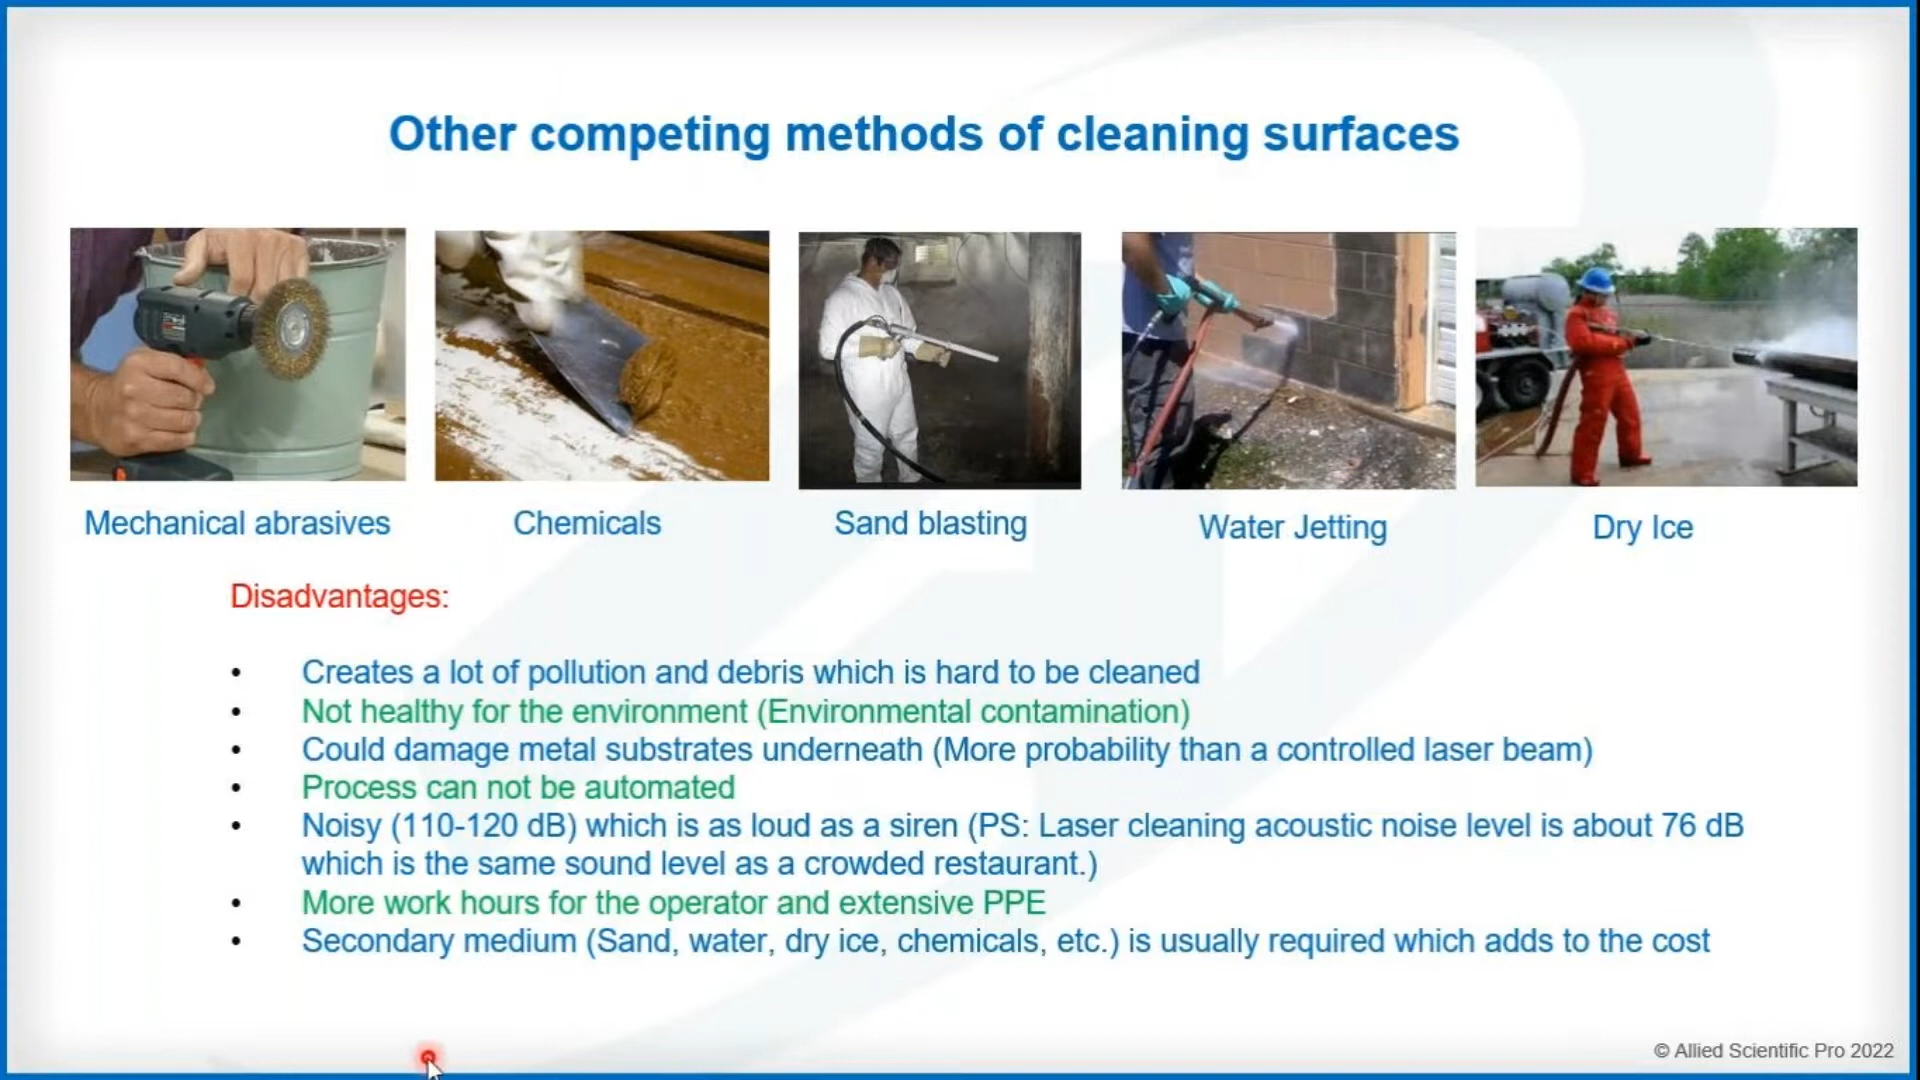 Other competing methods of cleaning surfaces
Mechanical abrasives
Chemicals
Sand blasting
Water Jetting
Dry Ice
Disadvantages:
• Creates a lot of pollution and debris which is hard to be cleaned
• Not healthy for the environment (Environmental contamination)
• Could damage metal substrates underneath (More probability than a controlled laser beam)
• Process can not be automated
• Noisy (110-120 dB) which is as loud as a siren (PS: Laser cleaning acoustic noise level is about 76 dB
which is the same sound level as a crowded restaurant.)
• More work hours for the operator and extensive PPE
• Secondary medium (Sand, water, dry ice, chemicals, etc.) is usually required which adds to the cost
© Allied Scientific Pro 2022